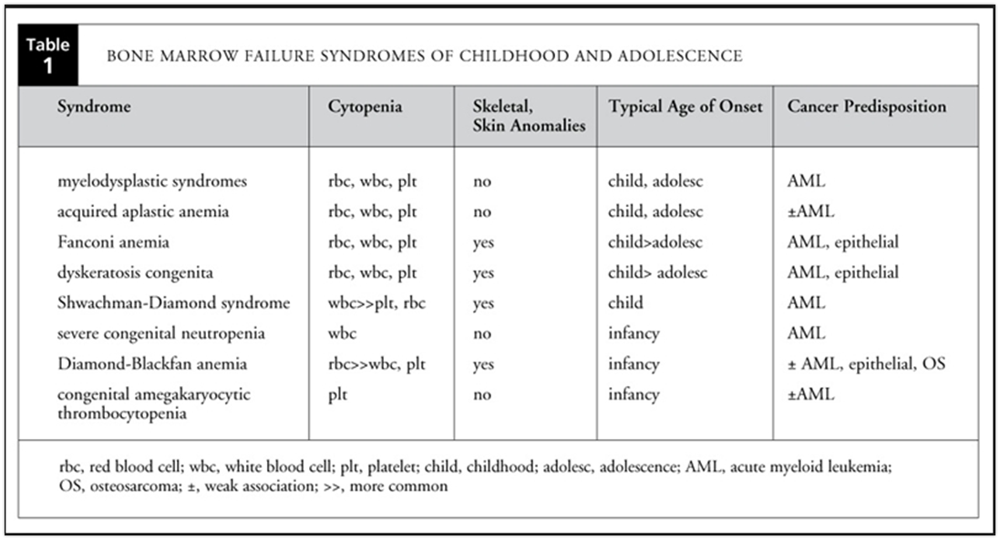 Table
1
BONE MARROW FAILURE SYNDROMES OF CHILDHOOD AND ADOLESCENCE
Syndrome Cytopenia Skeletal, Skin Anomalies Typical Age of Onset Cancer Predisposition
myelodysplastic syndromes rbc, wbc, plt no child, adolesc AML
acquired aplastic anemia rbc, wbc, plt no child, adolesc ±AML
Fanconi anemia rbc, wbc, plt yes child>adolesc AML, epithelial
dyskeratosis congenita rbc, wbc, plt yes child> adolesc AML, epithelial
Shwachman-Diamond syndrome wbc>>plt, rbc yes child AML
severe congenital neutropenia wbc no infancy AML
Diamond-Blackfan anemia rbc>>wbc, plt yes infancy ± AML, epithelial, OS
congenital amegakaryocytic plt no infancy ±AML
thrombocytopenia
rbc, red blood cell; wbc, white blood cell; plt, platelet; child, childhood; adolesc, adolescence; AML, acute myeloid leukemia;
OS, osteosarcoma; ±, weak association; >>, more common